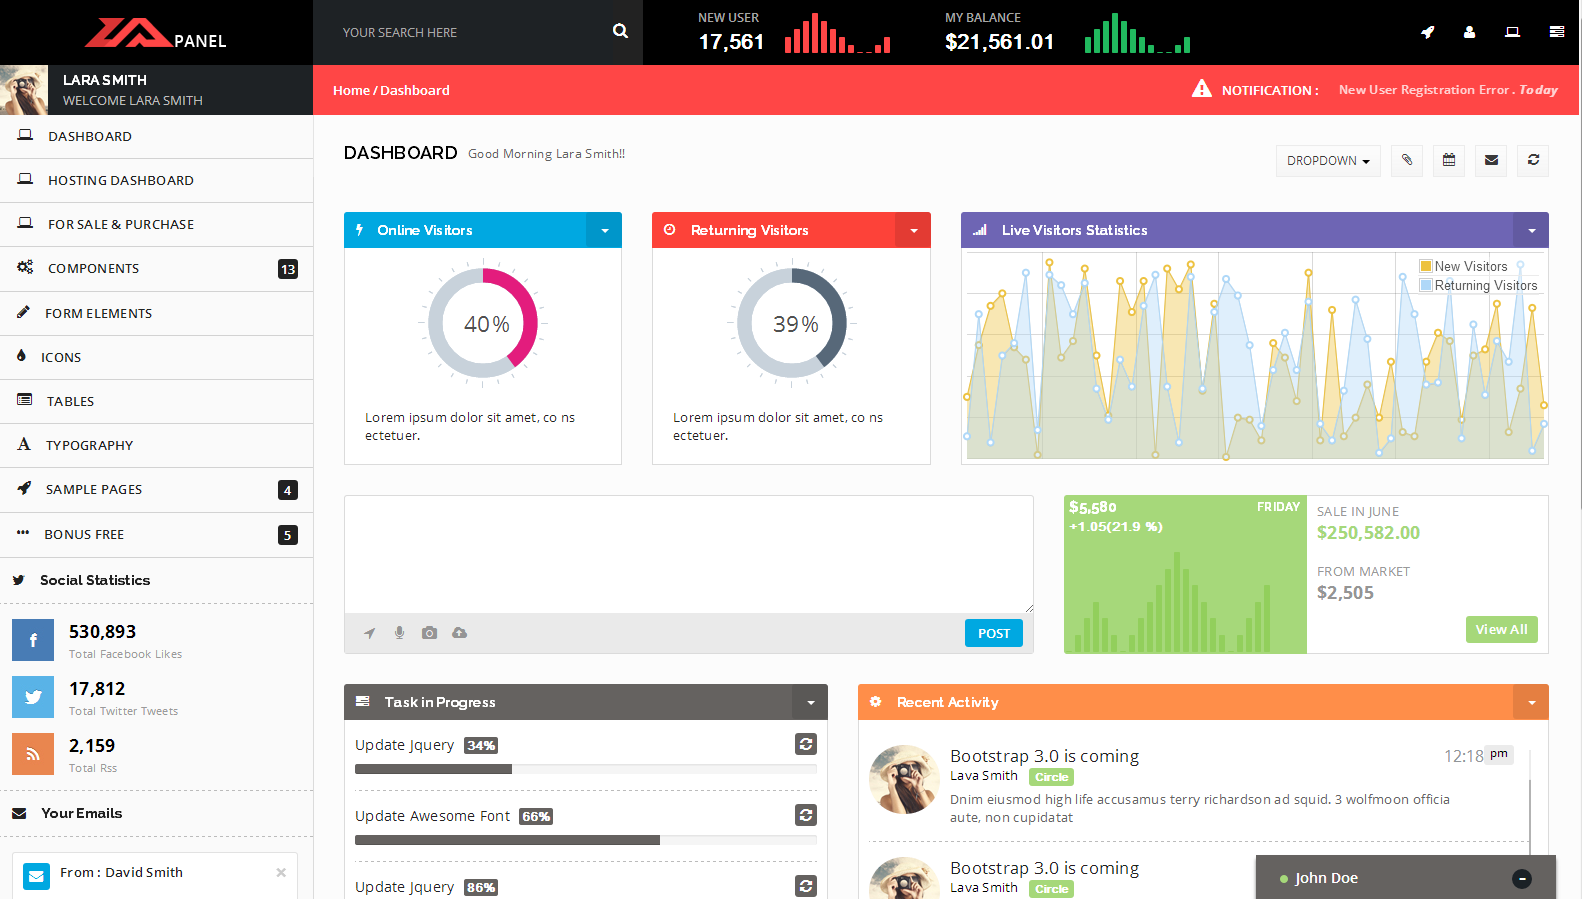 PANEL
YOUR SEARCH HERE
NEW USER
17,561
MY BALANCE
$21,561.01
LARA SMITH
WELCOME LARA SMITH
Home / Dashboard
NOTIFICATION :
New User Registration Error . Today
DASHBOARD
HOSTING DASHBOARD
FOR SALE & PURCHASE
COMPONENTS
13
FORM ELEMENTS
ICONS
TABLES
TYPOGRAPHY
SAMPLE PAGES
4
BONUS FREE
5
Social Statistics
530,893
Total Facebook Likes
17,812
Total Twitter Tweets
2,159
Total Rss
Your Emails
From : David Smith
DASHBOARD
Good Morning Lara Smith!!
DROPDOWN
Online Visitors
40%
Lorem ipsum dolor sit amet, co ns
ectetuer.
Returning Visitors
39%
Lorem ipsum dolor sit amet, co ns
ectetuer.
Live Visitors Statistics
New Visitors
Returning Visitors
POST
$5,580
+1.05(21.9 %)
FRIDAY
SALE IN JUNE
$250,582.00
FROM MARKET
$2,505
View All
Task in Progress
Update Jquery 34%
Update Awesome Font 66%
Update Jquery 86%
Recent Activity
Bootstrap 3.0 is coming
12:18 pm
Lava Smith Circle
Dnim eiusmod high life accusamus terry richardson ad squid. 3 wolfmoon officia
aute, non cupidatat
Bootstrap 3.0 is coming
Lava Smith Circle
John Doe